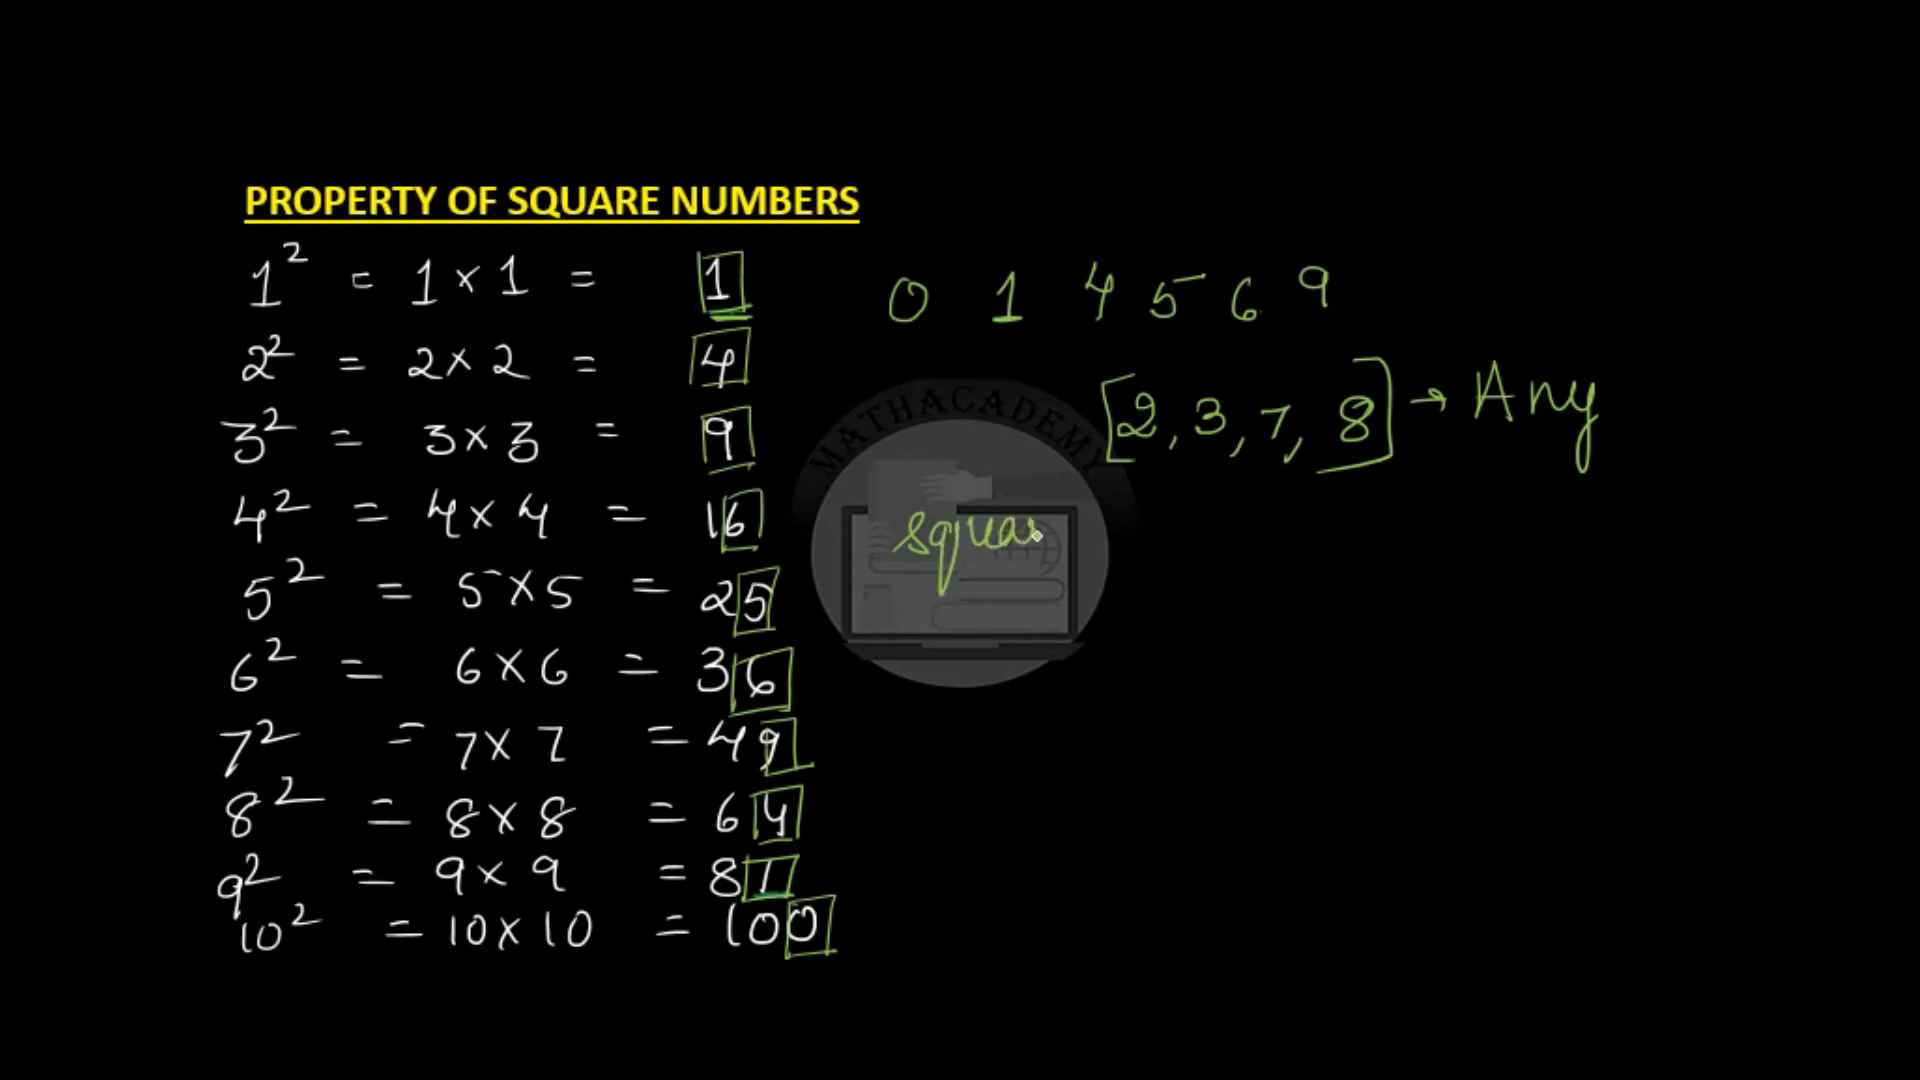 PROPERTY OF SQUARE NUMBERS
1² = 1 × 1 = 1
2² = 2 × 2 = 4
3² = 3 × 3 = 9
4² = 4 × 4 = 16
5² = 5 × 5 = 25
6² = 6 × 6 = 36
7² = 7 × 7 = 49
8² = 8 × 8 = 64
9² = 9 × 9 = 81
10² = 10 × 10 = 100
0 1 4 5 6 9
[2, 3, 7, 8] → Any
MATHACADEMY
squar